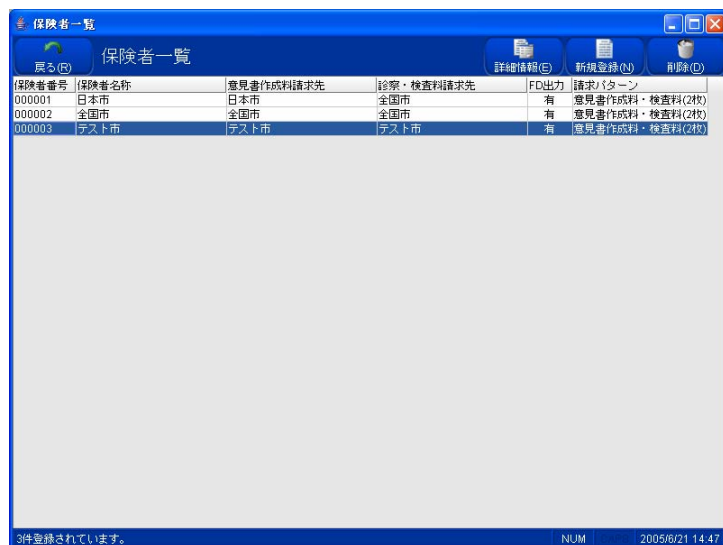 保険者一覧
戻る(R)
保険者一覧
詳細情報(E)
新規登録(N)
削除(D)
保険者番号 保険者名称 意見書作成料請求先 診察・検査料請求先 FD出力 請求パターン
000001 日本市 日本市 全国市 有 意見書作成料・検査料(2枚)
000002 全国市 全国市 全国市 有 意見書作成料・検査料(2枚)
000003 テスト市 テスト市 テスト市 有 意見書作成料・検査料(2枚)
3件登録されています。 NUM 2005/6/21 14:47